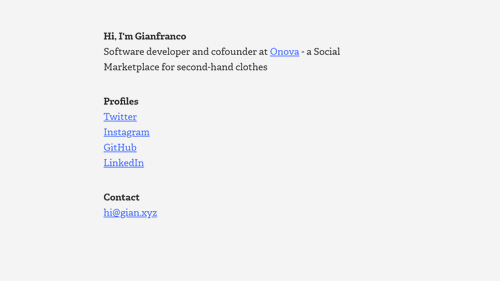 Hi, I'm Gianfranco
Software developer and cofounder at Onova - a Social
Marketplace for second-hand clothes
Profiles
Twitter
Instagram
GitHub
LinkedIn
Contact
hi@gian.xyz